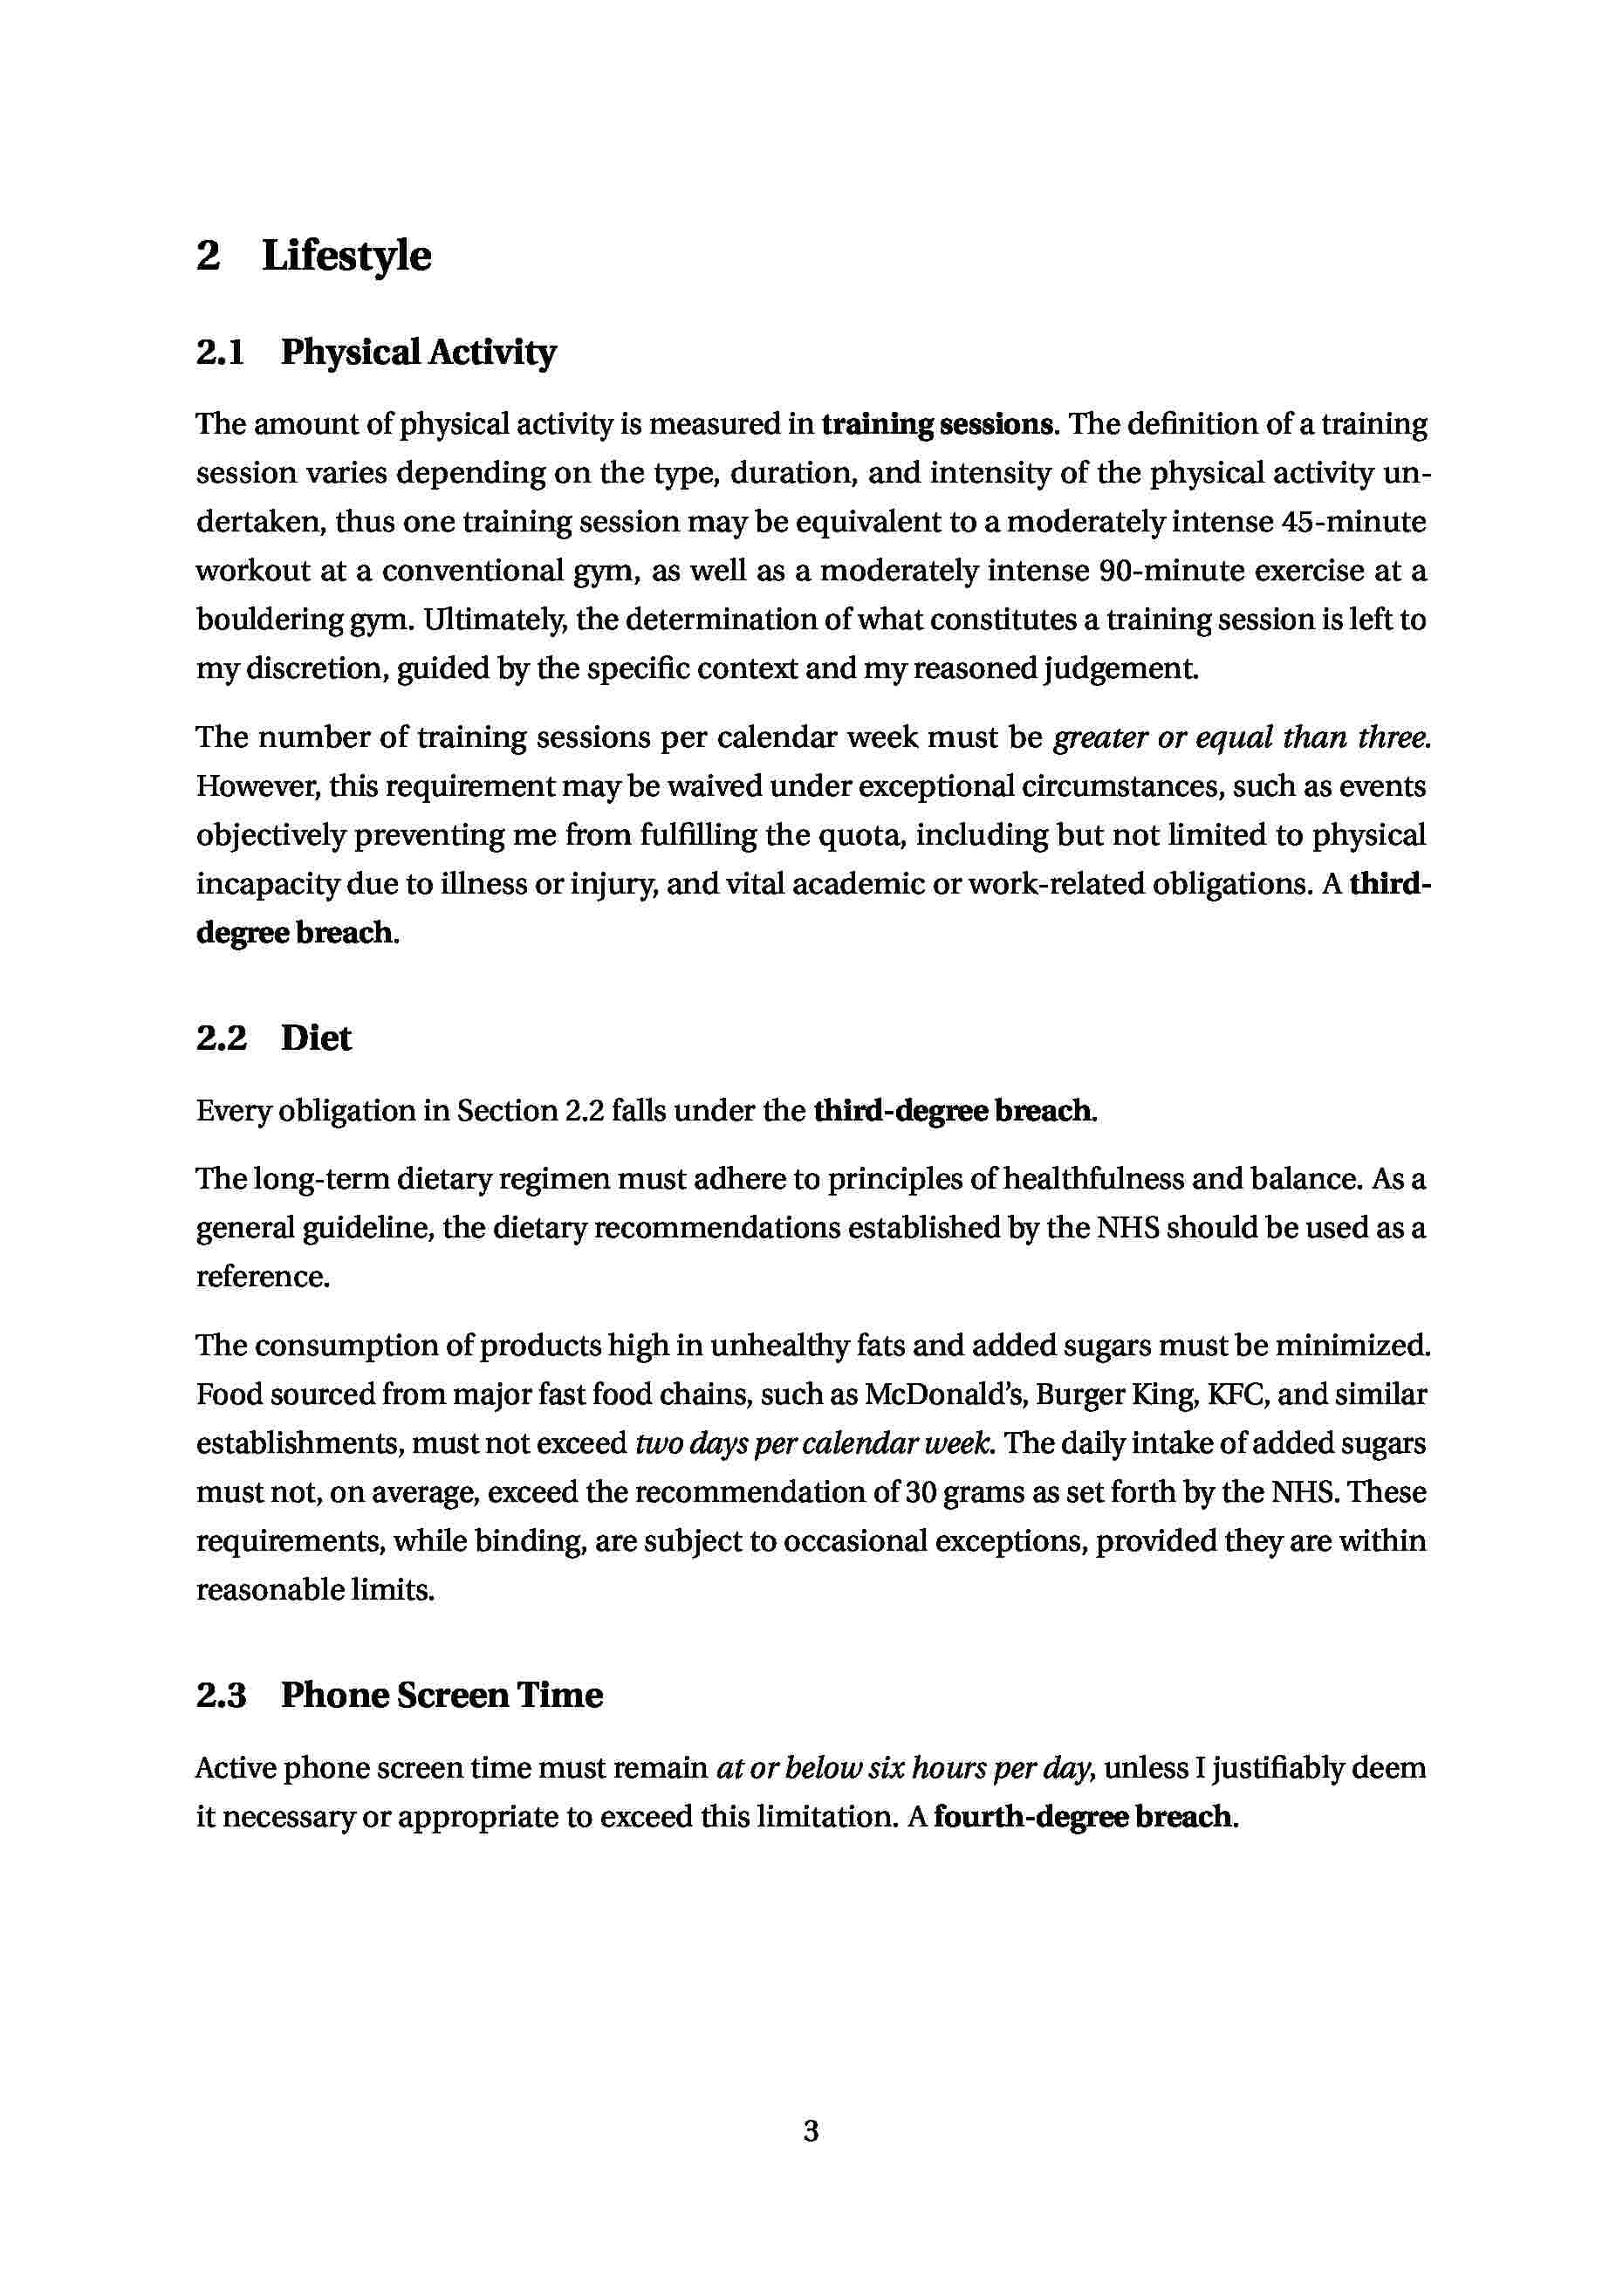 2 Lifestyle
2.1 Physical Activity
The amount of physical activity is measured in training sessions. The definition of a training
session varies depending on the type, duration, and intensity of the physical activity un-
dertaken, thus one training session may be equivalent to a moderately intense 45-minute
workout at a conventional gym, as well as a moderately intense 90-minute exercise at a
bouldering gym. Ultimately, the determination of what constitutes a training session is left to
my discretion, guided by the specific context and my reasoned judgement.
The number of training sessions per calendar week must be greater or equal than three.
However, this requirement may be waived under exceptional circumstances, such as events
objectively preventing me from fulfilling the quota, including but not limited to physical
incapacity due to illness or injury, and vital academic or work-related obligations. A third-
degree breach.
2.2 Diet
Every obligation in Section 2.2 falls under the third-degree breach.
The long-term dietary regimen must adhere to principles of healthfulness and balance. As a
general guideline, the dietary recommendations established by the NHS should be used as a
reference.
The consumption of products high in unhealthy fats and added sugars must be minimized.
Food sourced from major fast food chains, such as McDonald's, Burger King, KFC, and similar
establishments, must not exceed two days per calendar week. The daily intake of added sugars
must not, on average, exceed the recommendation of 30 grams as set forth by the NHS. These
requirements, while binding, are subject to occasional exceptions, provided they are within
reasonable limits.
2.3 Phone Screen Time
Active phone screen time must remain at or below six hours per day, unless I justifiably deem
it necessary or appropriate to exceed this limitation. A fourth-degree breach.
3